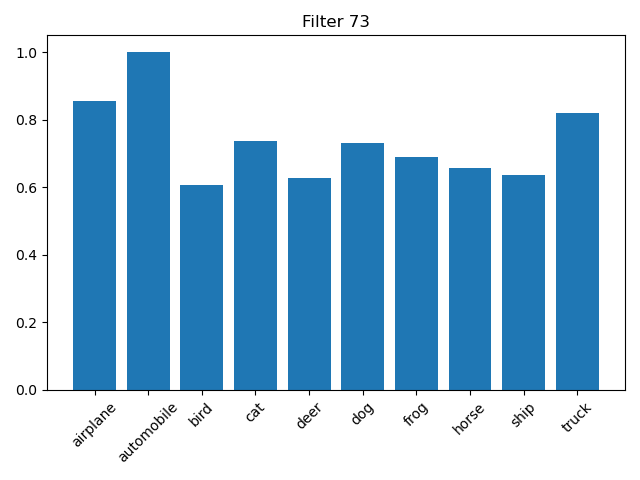 Filter 73
1.0
0.8
0.6
0.4
0.2
0.0
airplane
automobile
bird
cat
deer
dog
frog
horse
ship
truck